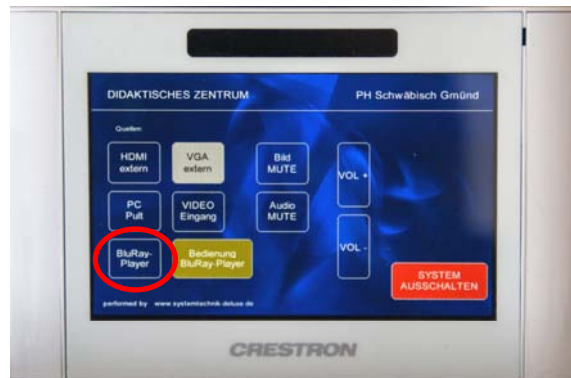 DIDAKTISCHES ZENTRUM
PH Schwäbisch Gmünd
Quellen:
HDMI
extern
VGA
extern
Bild
MUTE
VOL +
PC
Pult
VIDEO
Eingang
Audio
MUTE
BluRay-
Player
Bedienung
BluRay-Player
VOL -
SYSTEM
AUSSCHALTEN
performed by www.systemtechnik-deluxe.de
CRESTRON